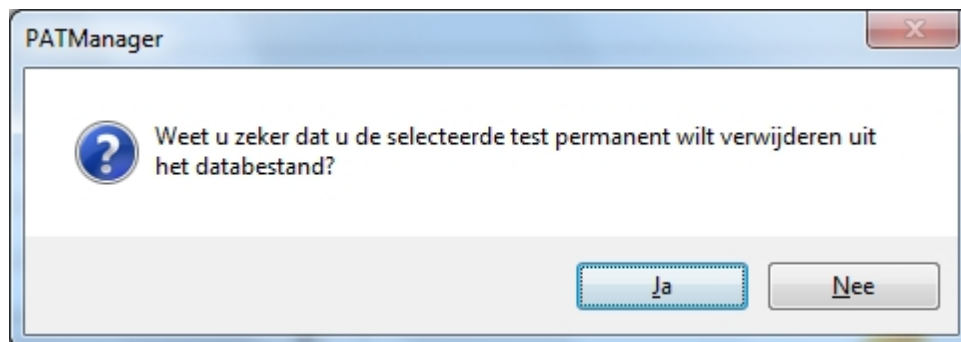 PATManager
Weet u zeker dat u de selecteerde test permanent wilt verwijderen uit
het databestand?
Ja
Nee